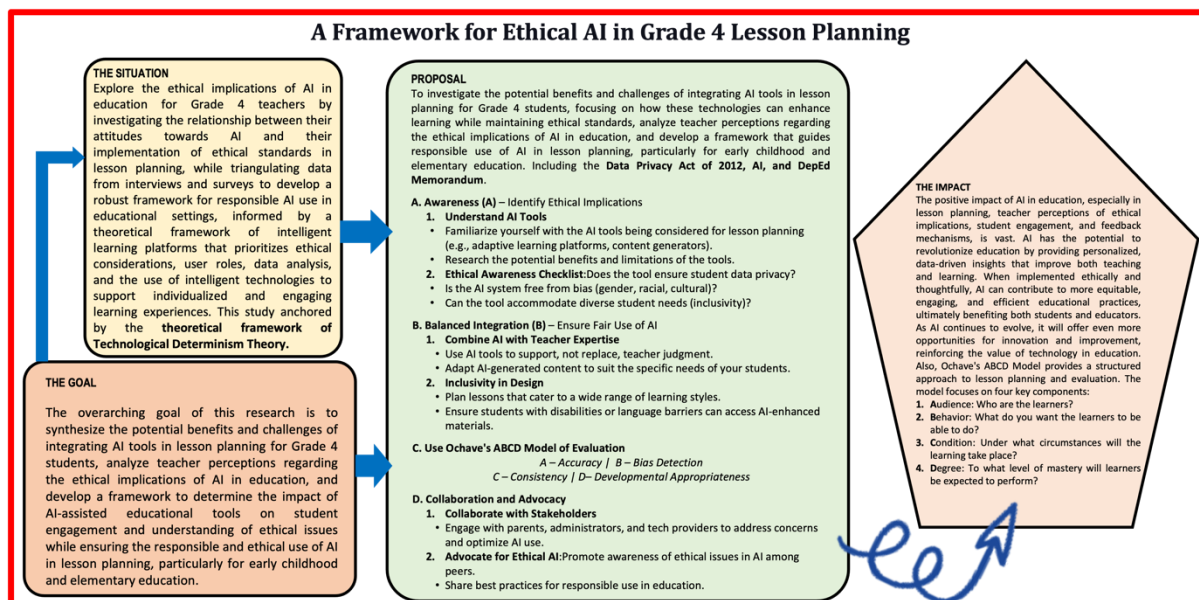 A Framework for Ethical AI in Grade 4 Lesson Planning
THE SITUATION
Explore the ethical implications of AI in
education for Grade 4 teachers by
investigating the relationship between their
attitudes towards AI and their
implementation of ethical standards in
lesson planning, while triangulating data
from interviews and surveys to develop a
robust framework for responsible AI use in
educational settings, informed by a
theoretical framework of intelligent
learning platforms that prioritizes ethical
considerations, user roles, data analysis,
and the use of intelligent technologies to
support individualized and engaging
learning experiences. This study anchored
by the theoretical framework of
Technological Determinism Theory.
THE GOAL
The overarching goal of this research is to
synthesize the potential benefits and challenges of
integrating AI tools in lesson planning for Grade 4
students, analyze teacher perceptions regarding
the ethical implications of AI in education, and
develop a framework to determine the impact of
AI-assisted educational tools on student
engagement and understanding of ethical issues
while ensuring the responsible and ethical use of AI
in lesson planning, particularly for early childhood
and elementary education.
PROPOSAL
To investigate the potential benefits and challenges of integrating AI tools in lesson
planning for Grade 4 students, focusing on how these technologies can enhance
learning while maintaining ethical standards, analyze teacher perceptions regarding
the ethical implications of AI in education, and develop a framework that guides
responsible use of AI in lesson planning, particularly for early childhood and
elementary education. Including the Data Privacy Act of 2012, AI, and DepEd
Memorandum.
A. Awareness (A) – Identify Ethical Implications
1. Understand AI Tools
• Familiarize yourself with the AI tools being considered for lesson planning
(e.g., adaptive learning platforms, content generators).
• Research the potential benefits and limitations of the tools.
2. Ethical Awareness Checklist:Does the tool ensure student data privacy?
• Is the AI system free from bias (gender, racial, cultural)?
• Can the tool accommodate diverse student needs (inclusivity)?
B. Balanced Integration (B) – Ensure Fair Use of AI
1. Combine AI with Teacher Expertise
• Use AI tools to support, not replace, teacher judgment.
• Adapt AI-generated content to suit the specific needs of your students.
2. Inclusivity in Design
• Plan lessons that cater to a wide range of learning styles.
• Ensure students with disabilities or language barriers can access AI-enhanced
materials.
C. Use Ochave's ABCD Model of Evaluation
A – Accuracy | B – Bias Detection
C – Consistency | D– Developmental Appropriateness
D. Collaboration and Advocacy
1. Collaborate with Stakeholders
• Engage with parents, administrators, and tech providers to address concerns
and optimize AI use.
2. Advocate for Ethical AI:Promote awareness of ethical issues in AI among
peers.
• Share best practices for responsible use in education.
THE IMPACT
The positive impact of AI in education, especially in
lesson planning, teacher perceptions of ethical
implications, student engagement, and feedback
mechanisms, is vast. AI has the potential to
revolutionize education by providing personalized,
data-driven insights that improve both teaching
and learning. When implemented ethically and
thoughtfully, AI can contribute to more equitable,
engaging, and efficient educational practices,
ultimately benefiting both students and educators.
As AI continues to evolve, it will offer even more
opportunities for innovation and improvement,
reinforcing the value of technology in education.
Also, Ochave's ABCD Model provides a structured
approach to lesson planning and evaluation. The
model focuses on four key components:
1. Audience: Who are the learners?
2. Behavior: What do you want the learners to be
able to do?
3. Condition: Under what circumstances will the
learning take place?
4. Degree: To what level of mastery will learners
be expected to perform?